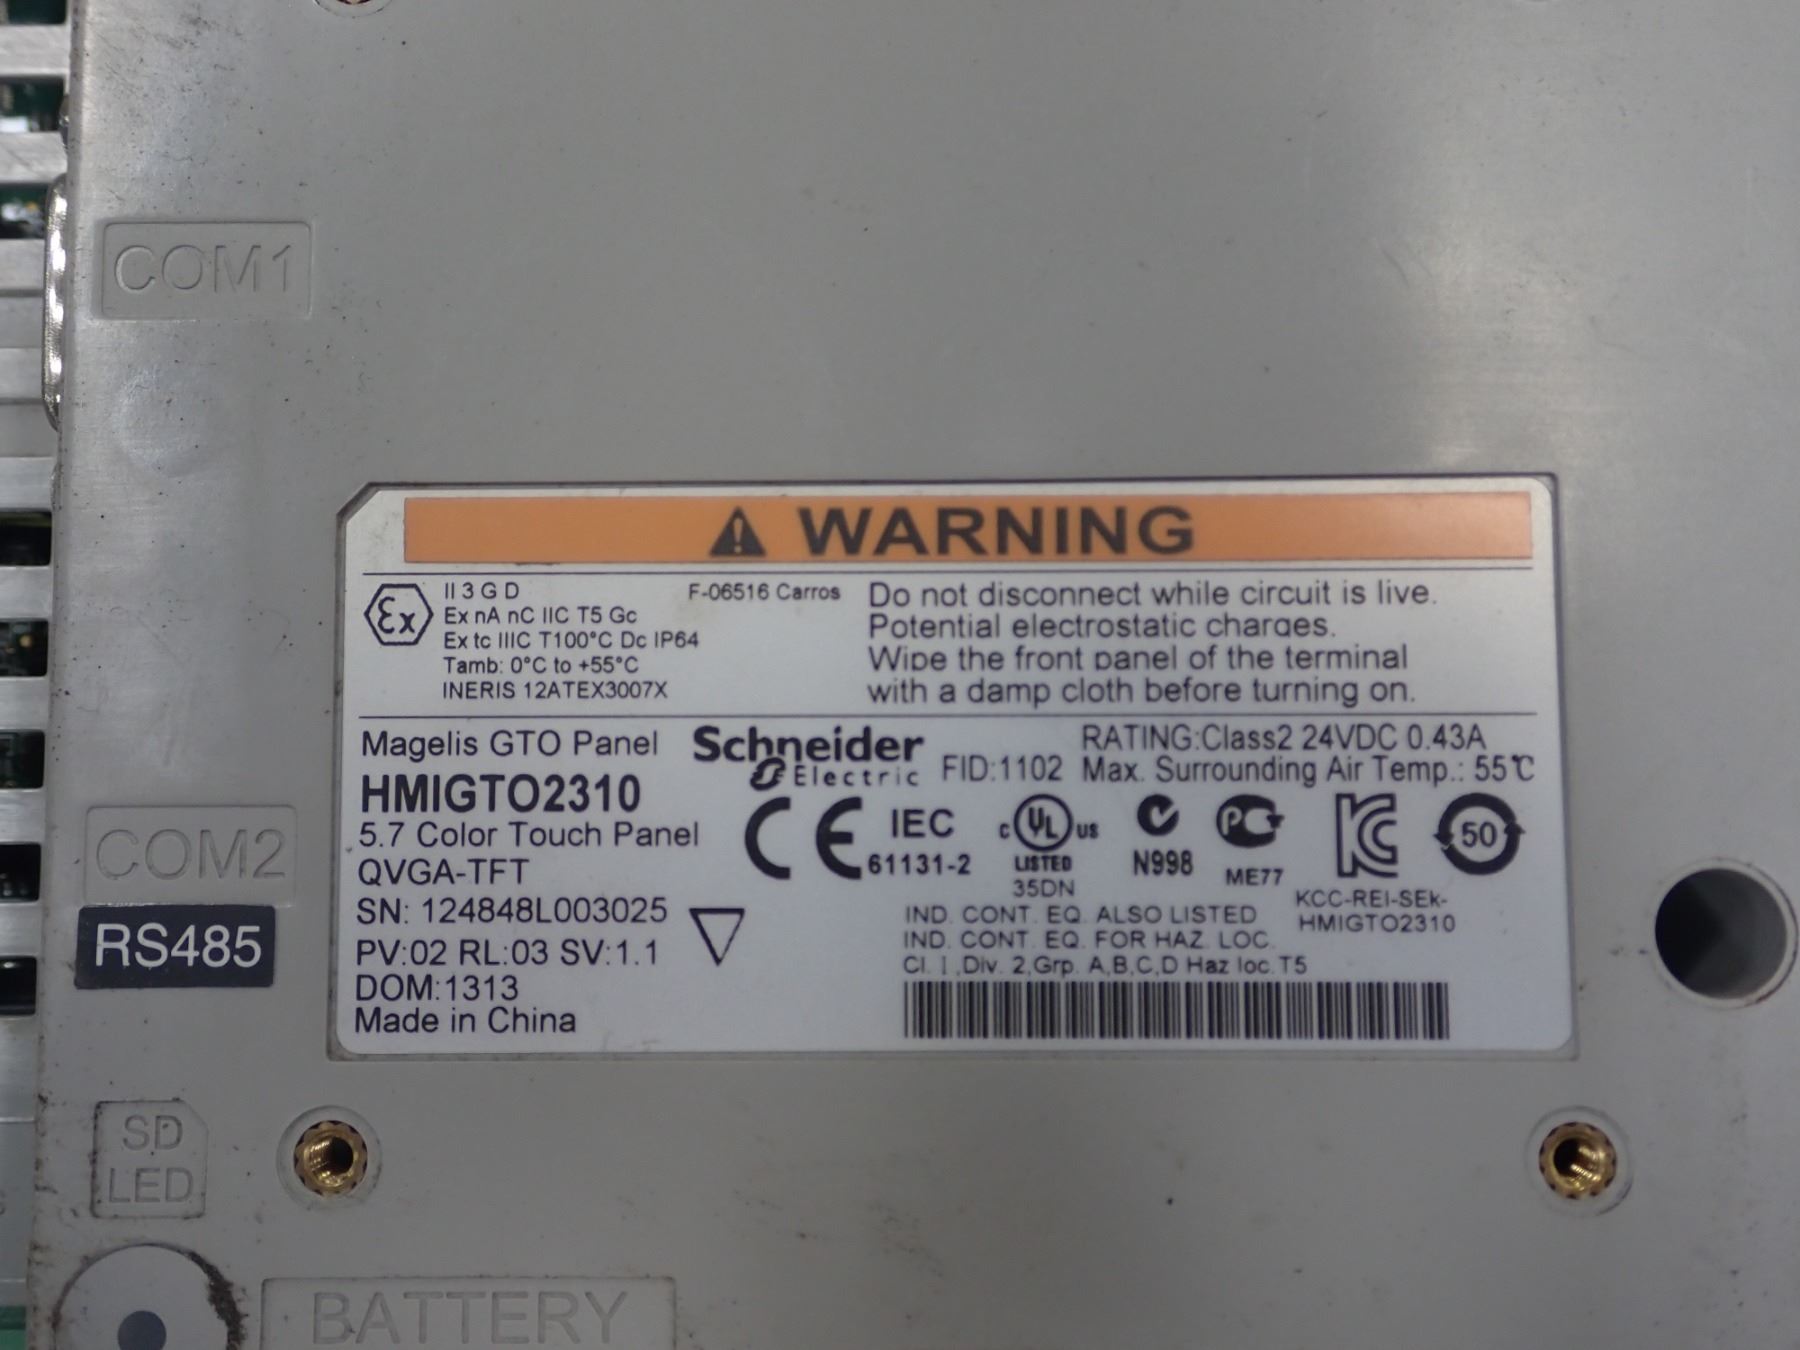 COM1
WARNING
II 3 G D
Ex nA nC IIC T5 Gc
Ex tc IIIC T100°C Dc IP64
Tamb: 0°C to +55°C
INERIS 12ATEX3007X
F-06516 Carros
Do not disconnect while circuit is live.
Potential electrostatic charges.
Wipe the front panel of the terminal
with a damp cloth before turning on.
Magelis GTO Panel
HMIGTO2310
5.7 Color Touch Panel
QVGA-TFT
SN: 124848L003025
PV:02 RL:03 SV:1.1
DOM:1313
Made in China
Schneider
Electric
FID:1102
RATING:Class2 24VDC 0.43A
Max. Surrounding Air Temp.: 55°C
CE
IEC
61131-2
c UL us
LISTED
35DN
N998
PC
ME77
KC
KCC-REI-SEk-
HMIGTO2310
50
IND. CONT. EQ. ALSO LISTED
IND. CONT. EQ. FOR HAZ. LOC.
Cl. I ,Div. 2,Grp. A,B,C,D Haz loc. T5
COM2
RS485
SD
LED
BATTERY